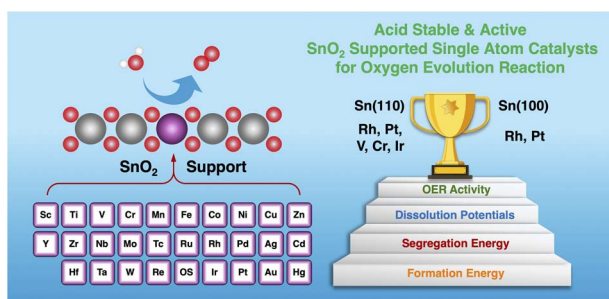 Acid Stable & Active
SnO2 Supported Single Atom Catalysts
for Oxygen Evolution Reaction
Sn(110)
Rh, Pt,
V, Cr, Ir
Sn(100)
Rh, Pt
SnO2 Support
Sc Ti V Cr Mn Fe Co Ni Cu Zn
Y Zr Nb Mo Tc Ru Rh Pd Ag Cd
Hf Ta W Re OS Ir Pt Au Hg
OER Activity
Dissolution Potentials
Segregation Energy
Formation Energy